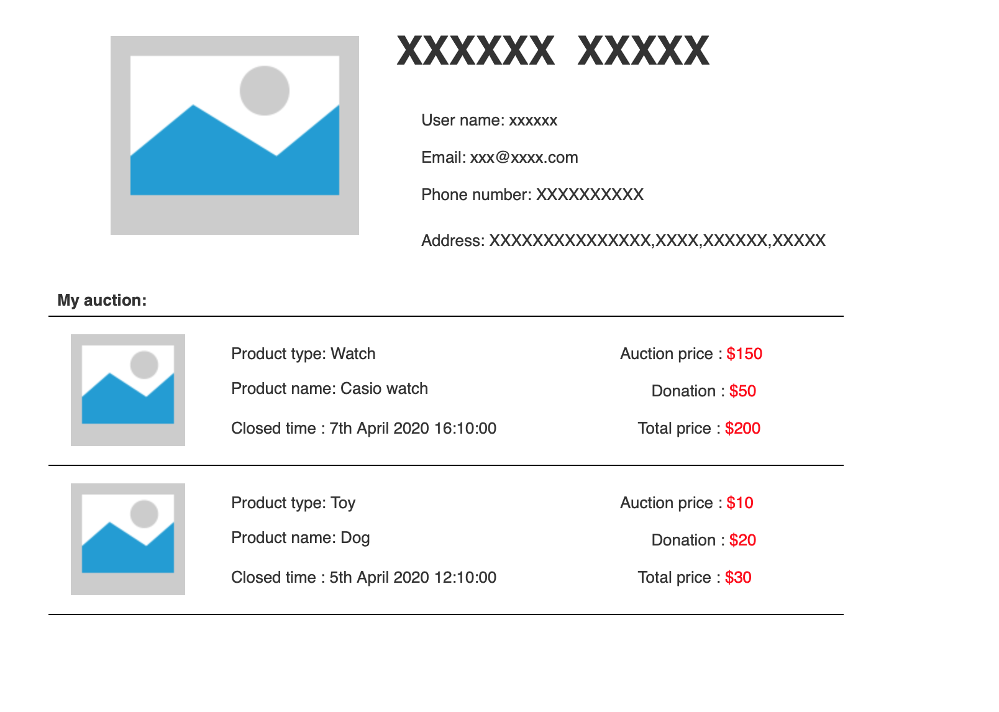 XXXXXX XXXXX
User name: xxxxxx
Email: xxx@xxxx.com
Phone number: XXXXXXXXXX
Address: XXXXXXXXXXXXXXX,XXXX,XXXXXX,XXXXX
My auction:
Product type: Watch
Auction price : $150
Product name: Casio watch
Donation : $50
Closed time : 7th April 2020 16:10:00
Total price : $200
Product type: Toy
Auction price : $10
Product name: Dog
Donation : $20
Closed time : 5th April 2020 12:10:00
Total price : $30